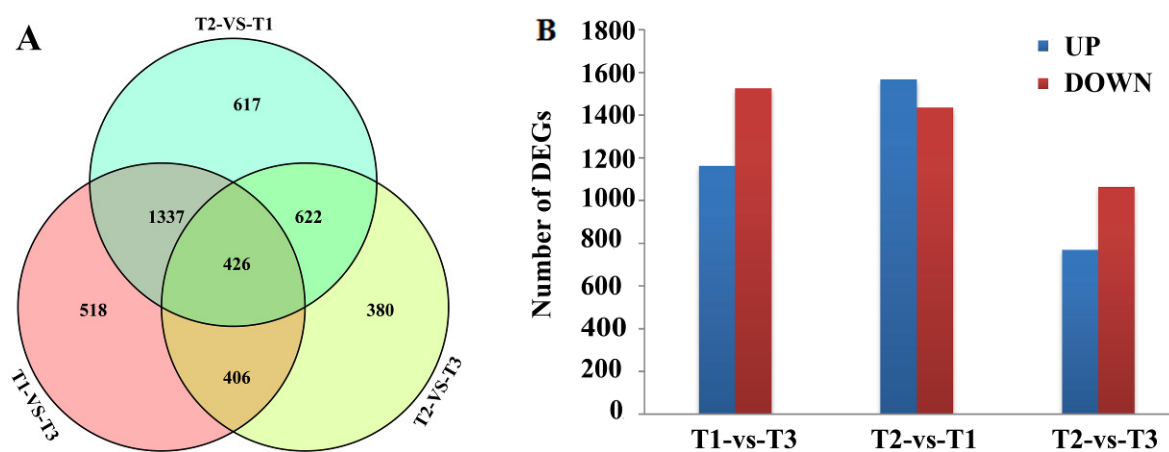 A
T2-VS-T1
617
1337
622
426
518
380
406
T1-VS-T3
T2-VS-T3
B
Number of DEGs
1800
1600
1400
1200
1000
800
600
400
200
0
UP
DOWN
T1-vs-T3
T2-vs-T1
T2-vs-T3